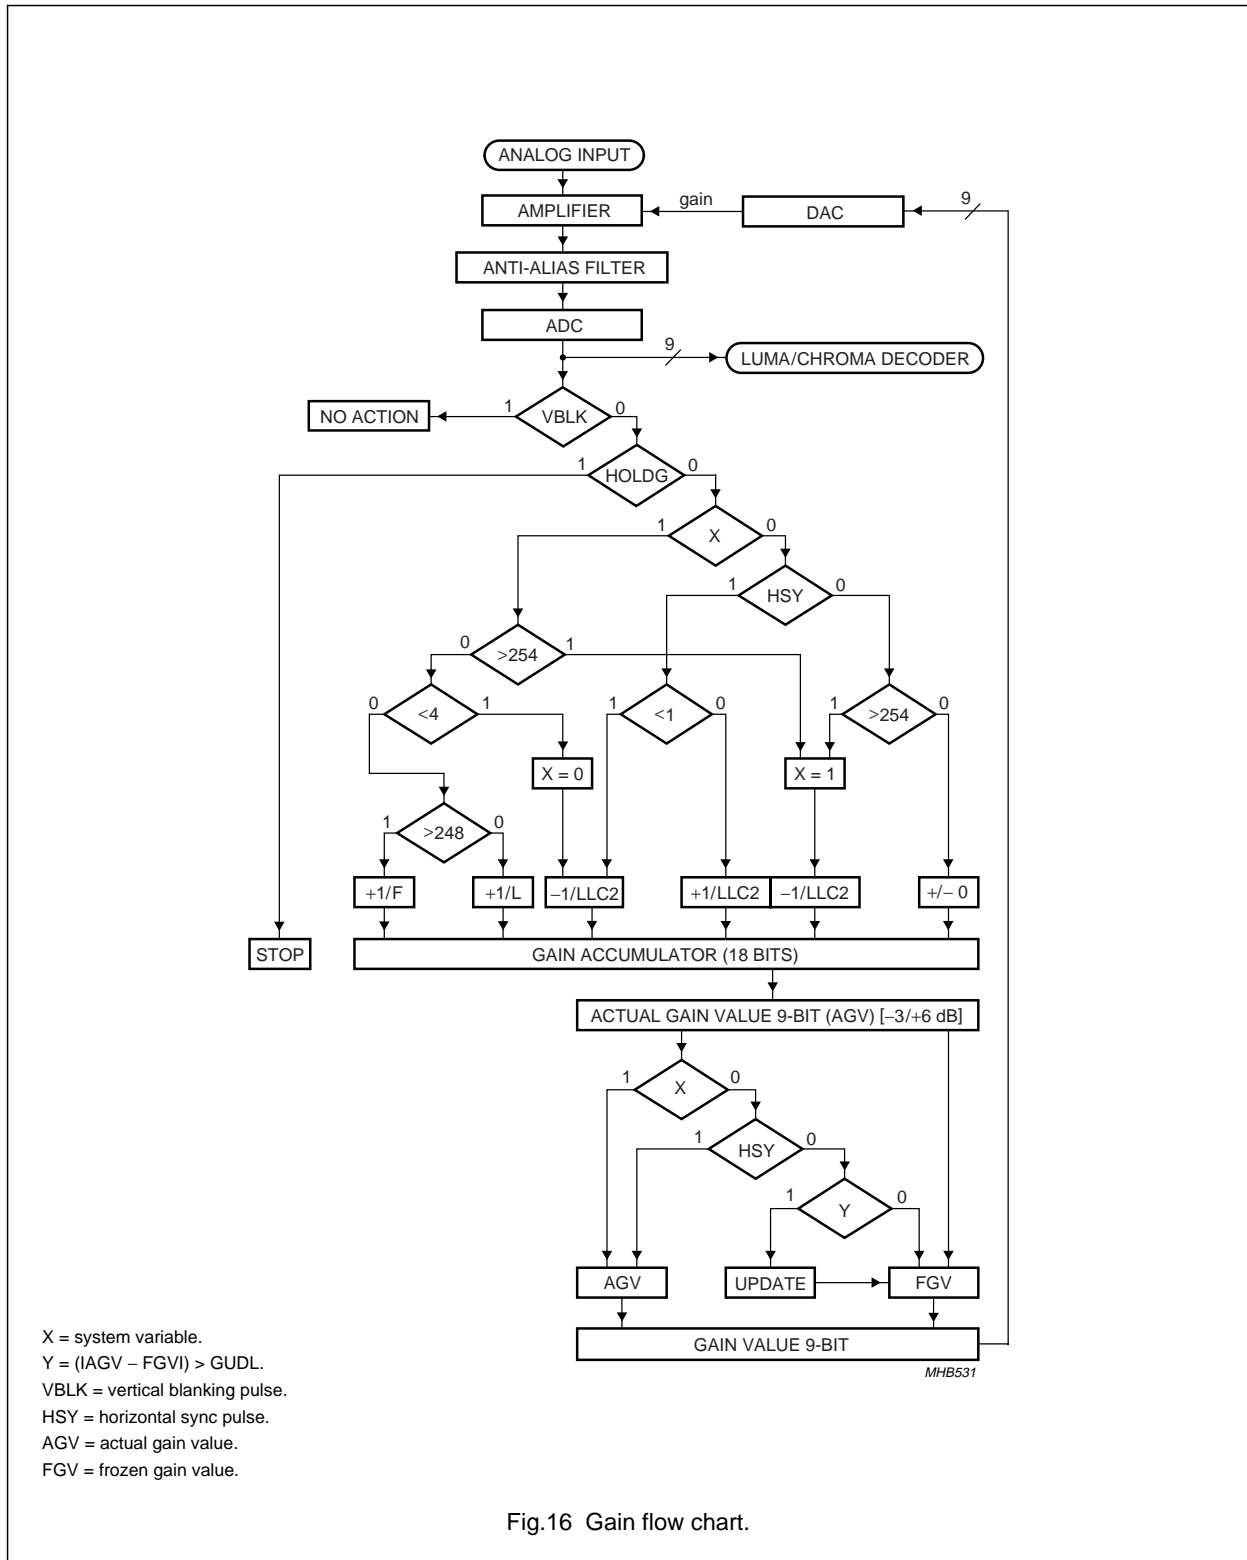 ANALOG INPUT
AMPLIFIER
gain
DAC
9
ANTI-ALIAS FILTER
ADC
9
LUMA/CHROMA DECODER
NO ACTION
1
VBLK
0
1
HOLDG
0
1
X
0
1
HSY
0
0
>254
1
0
<4
1
1
<1
0
1
>254
0
X = 0
X = 1
1
>248
0
+1/F
+1/L
−1/LLC2
+1/LLC2
−1/LLC2
+/− 0
STOP
GAIN ACCUMULATOR (18 BITS)
ACTUAL GAIN VALUE 9-BIT (AGV) [−3/+6 dB]
1
X
0
1
HSY
0
1
Y
0
AGV
UPDATE
FGV
GAIN VALUE 9-BIT
MHB531
X = system variable.
Y = (IAGV − FGVI) > GUDL.
VBLK = vertical blanking pulse.
HSY = horizontal sync pulse.
AGV = actual gain value.
FGV = frozen gain value.
Fig.16 Gain flow chart.